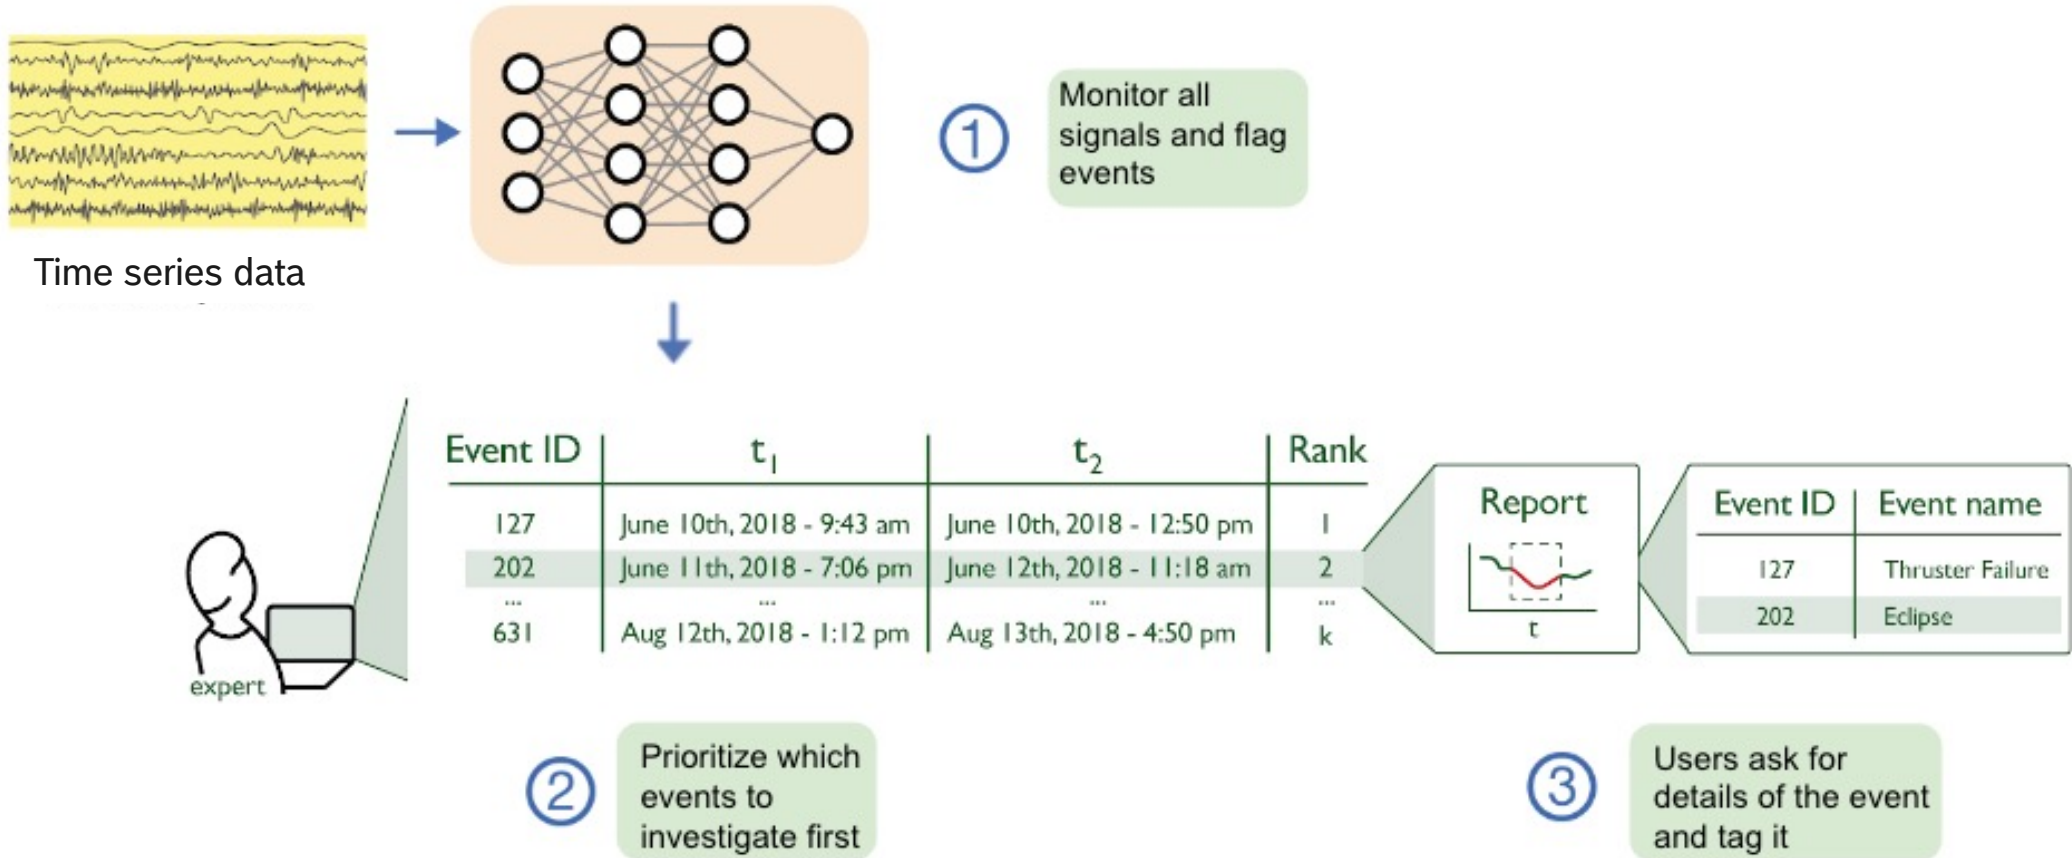 1
Monitor all
signals and flag
events
Time series data
Event ID t1 t2 Rank
127 June 10th, 2018 - 9:43 am June 10th, 2018 - 12:50 pm 1
202 June 11th, 2018 - 7:06 pm June 12th, 2018 - 11:18 am 2
... ... ... ...
631 Aug 12th, 2018 - 1:12 pm Aug 13th, 2018 - 4:50 pm k
Report
t
Event ID Event name
127 Thruster Failure
202 Eclipse
expert
2
Prioritize which
events to
investigate first
3
Users ask for
details of the event
and tag it